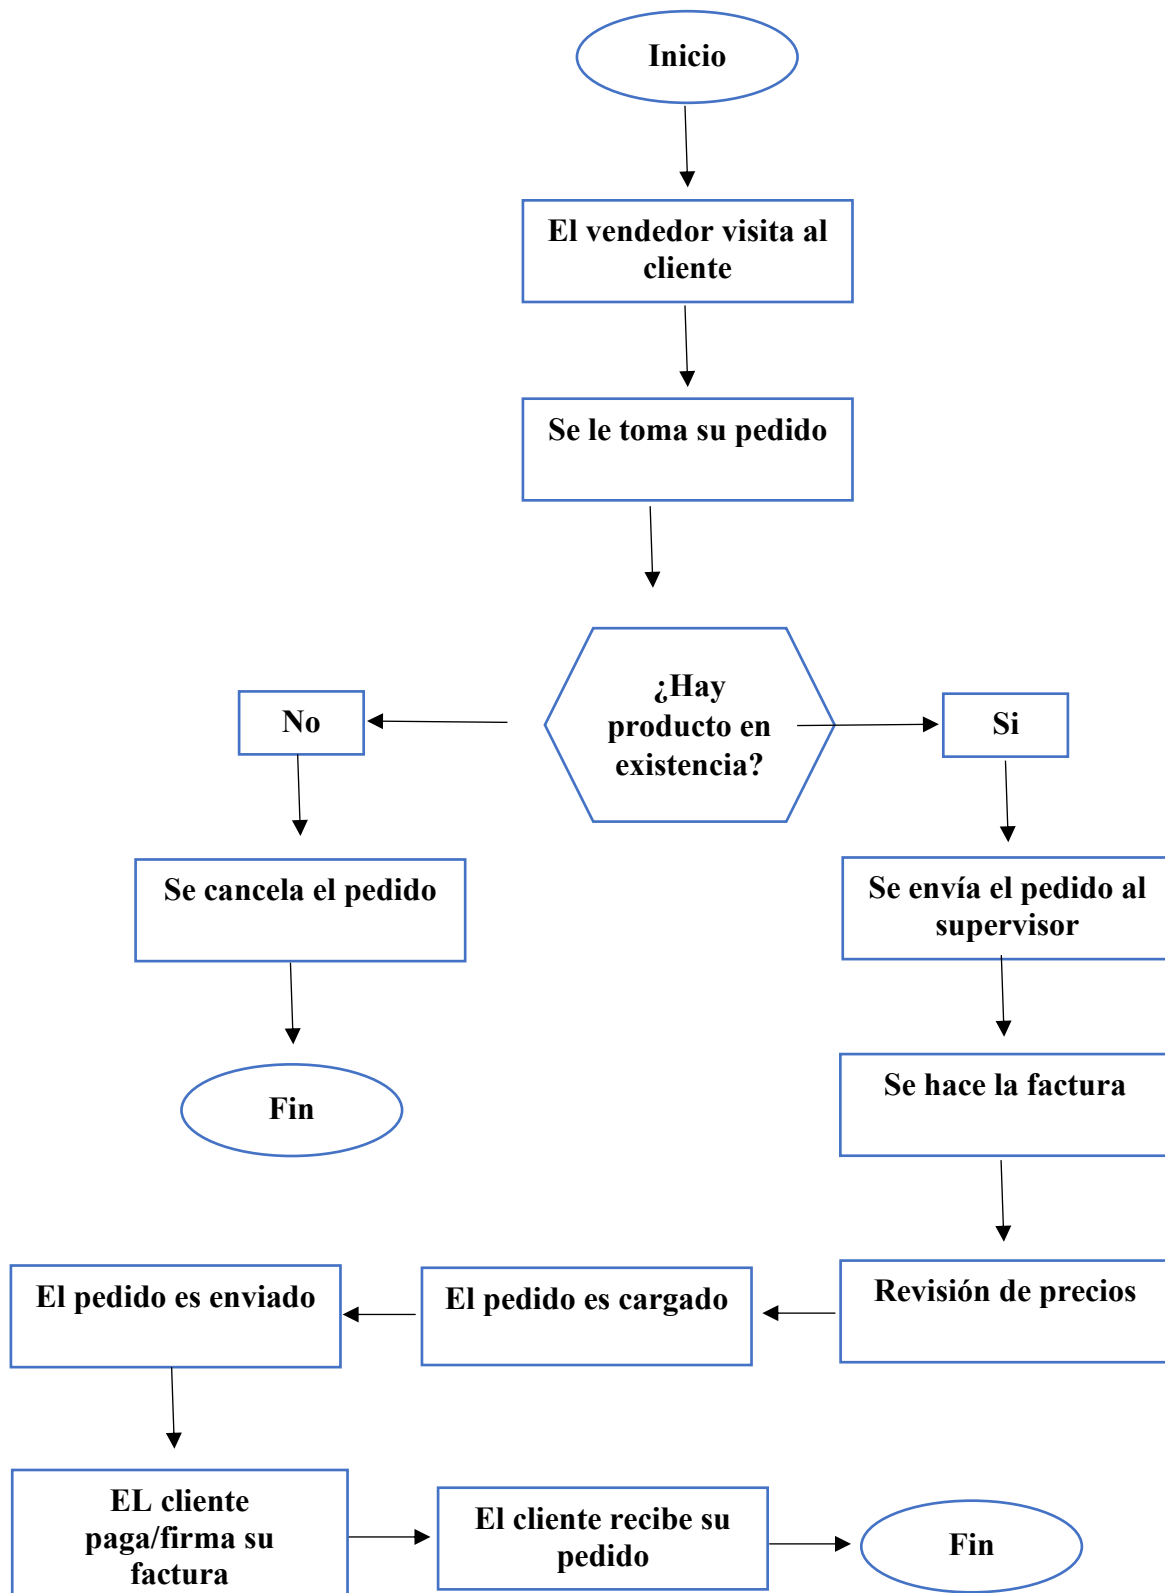 Inicio
El vendedor visita al
cliente
Se le toma su pedido
¿Hay
producto en
existencia?
No
Si
Se cancela el pedido
Se envía el pedido al
supervisor
Fin
Se hace la factura
Revisión de precios
El pedido es cargado
El pedido es enviado
EL cliente
paga/firma su
factura
El cliente recibe su
pedido
Fin